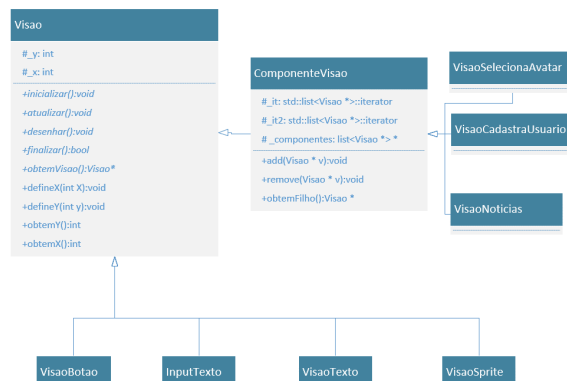 Visao
#_y: int
#_x: int
+inicializar():void
+atualizar():void
+desenhar():void
+finalizar():bool
+obtemVisao():Visao*
+defineX(int X):void
+defineY(int y):void
+obtemY():int
+obtemX():int
ComponenteVisao
#_it: std::list<Visao *>::iterator
#_it2: std::list<Visao *>::iterator
# _componentes: list<Visao *> *
+add(Visao * v):void
+remove(Visao * v):void
+obtemFilho():Visao *
VisaoSelecionaAvatar
VisaoCadastraUsuario
VisaoNoticias
VisaoBotao
InputTexto
VisaoTexto
VisaoSprite